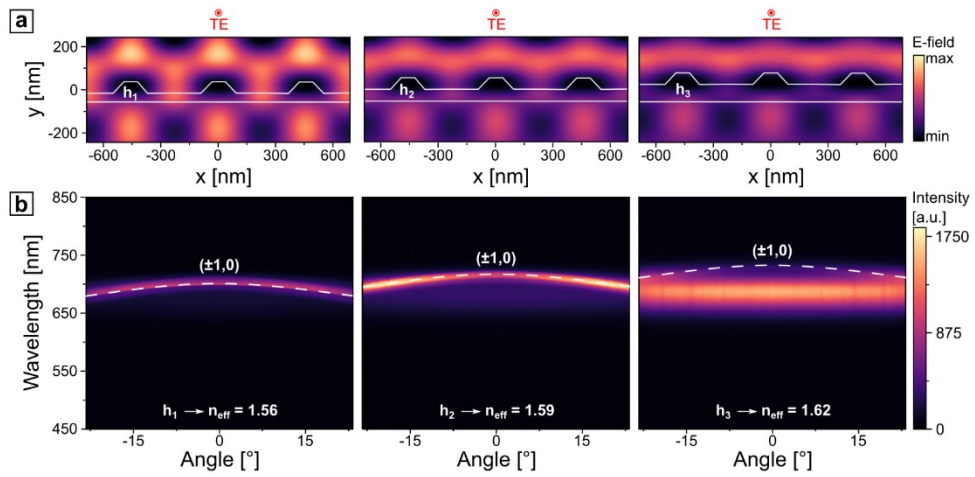 a
TE
TE
TE
E-field
max
min
y [nm]
200
0
-200
h1
h2
h3
-600
-300
0
300
600
-600
-300
0
300
600
-600
-300
0
300
600
x [nm]
x [nm]
x [nm]
b
Wavelength [nm]
850
750
650
550
450
(±1,0)
(±1,0)
(±1,0)
Intensity
[a.u.]
1750
875
0
h1 → neff = 1.56
h2 → neff = 1.59
h3 → neff = 1.62
-15
0
15
-15
0
15
-15
0
15
Angle [°]
Angle [°]
Angle [°]